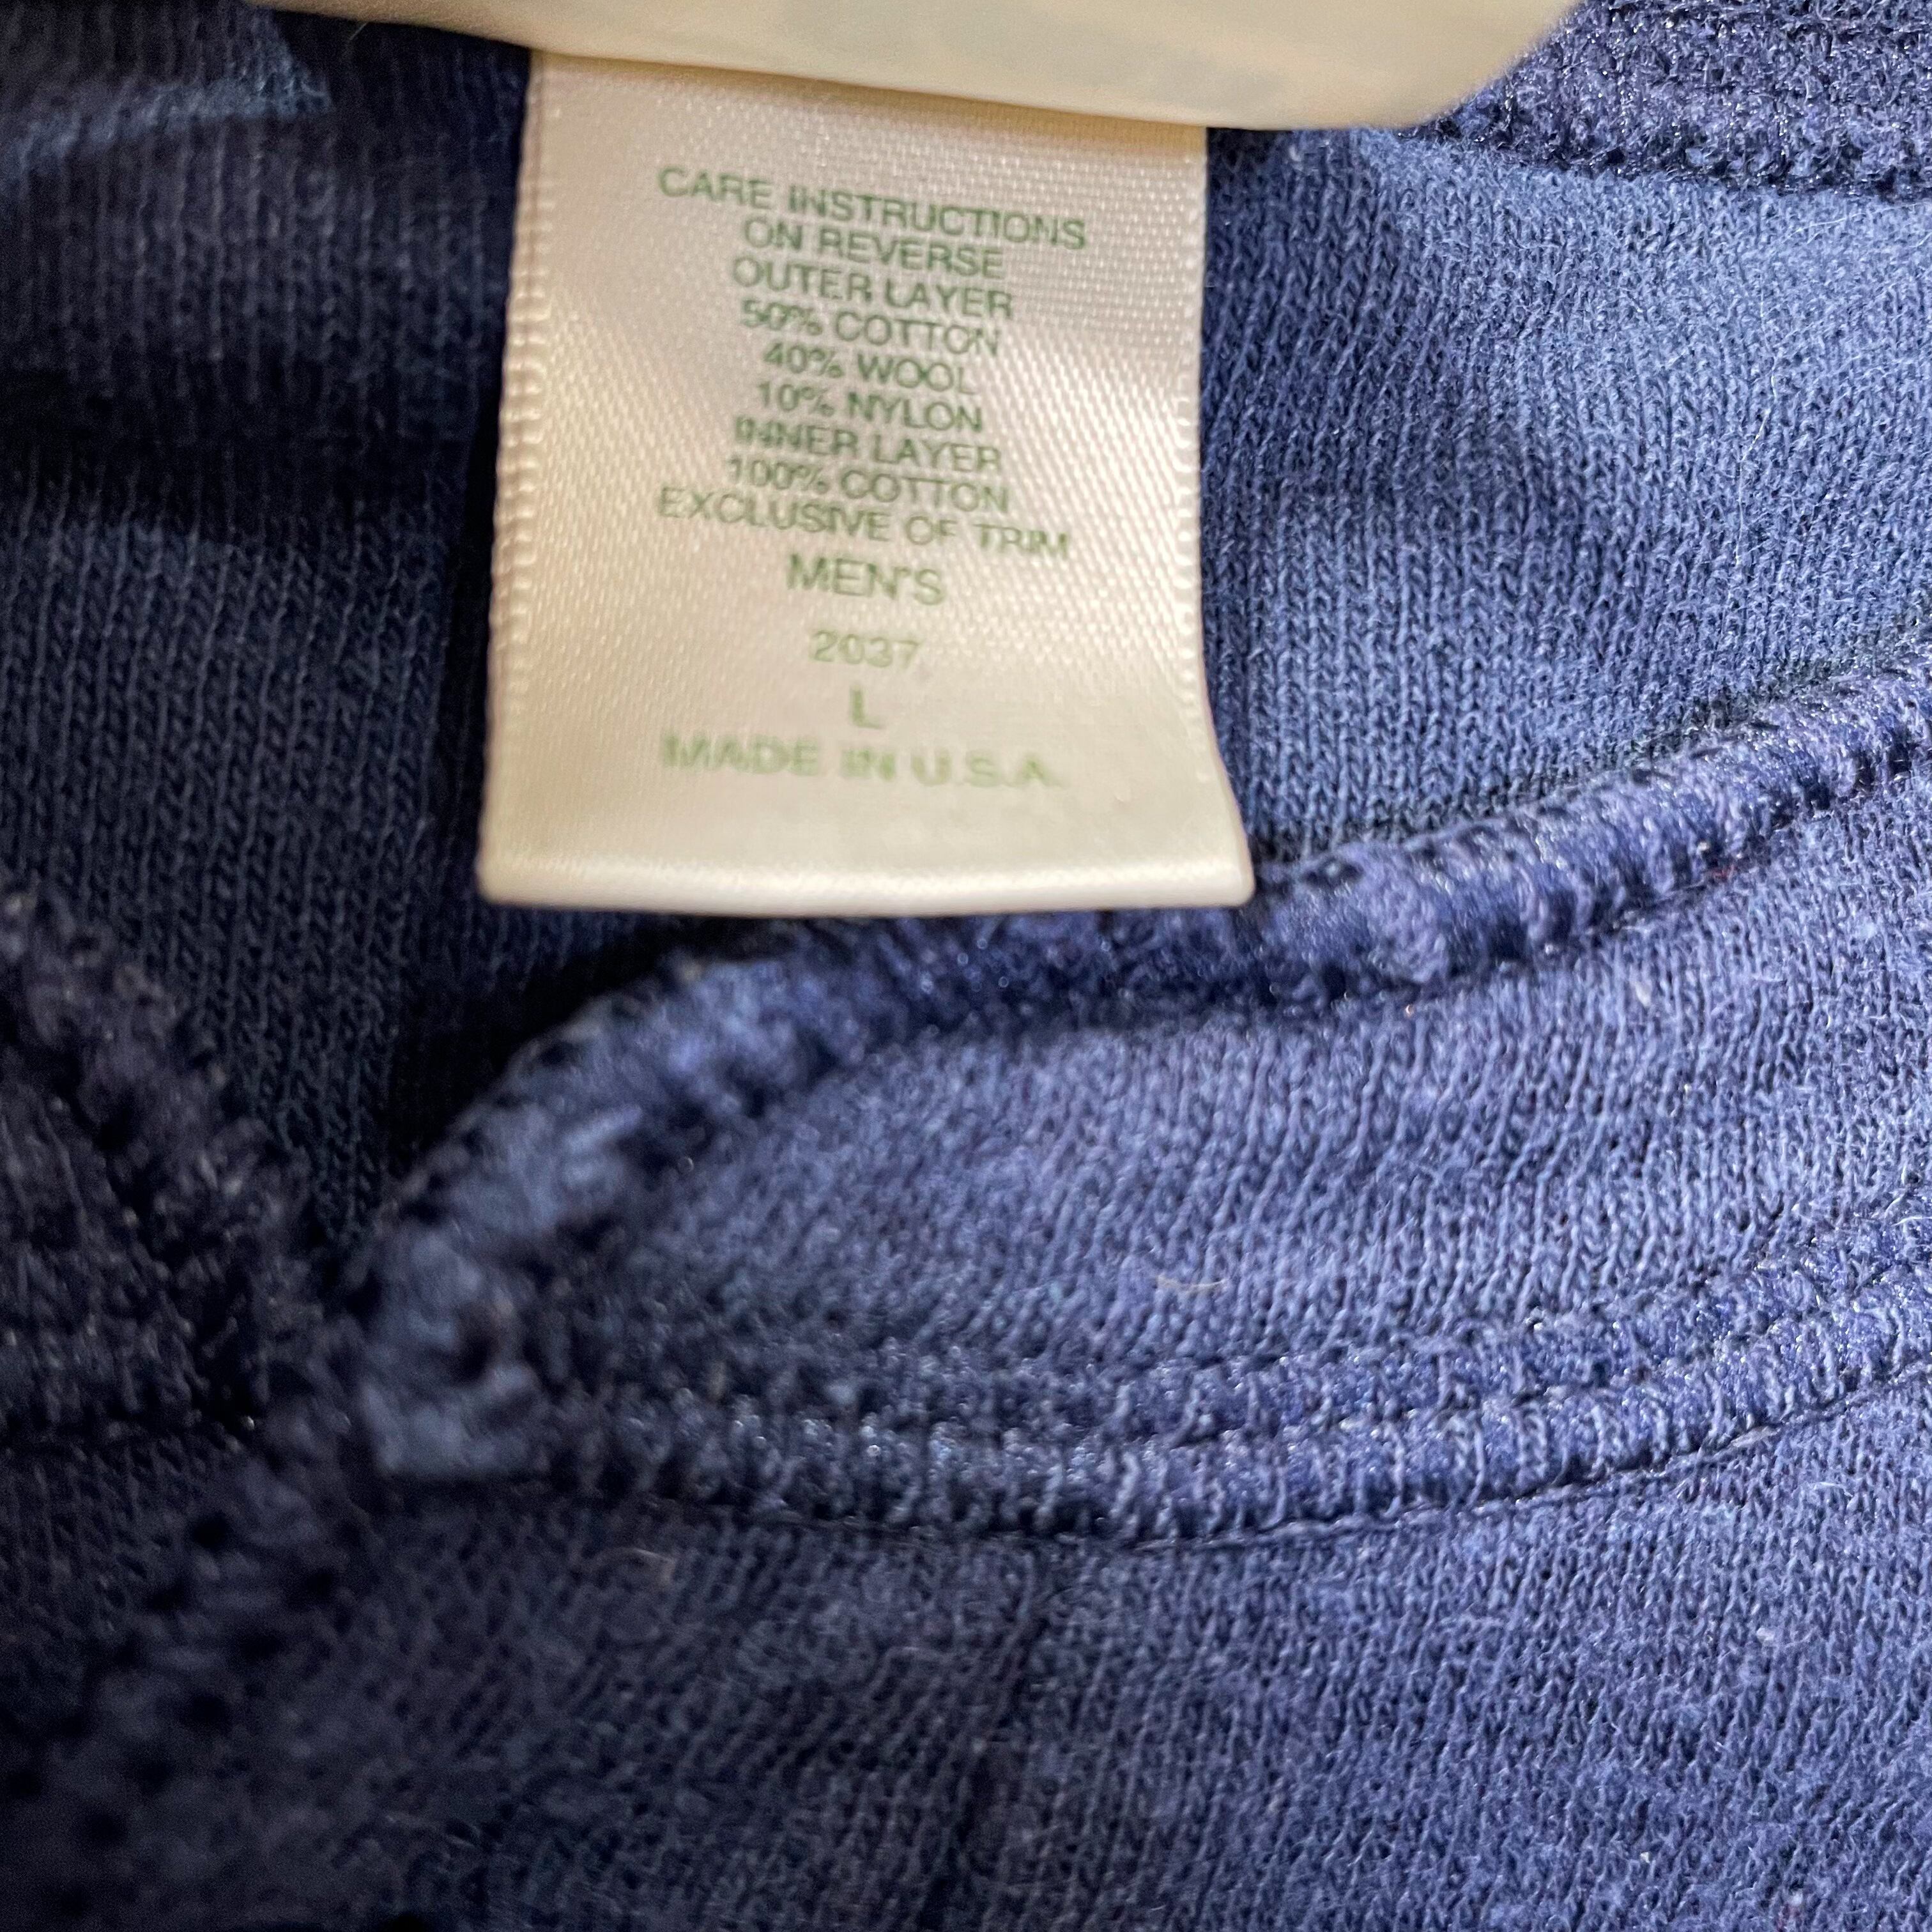 CARE INSTRUCTIONS
ON REVERSE
OUTER LAYER
50% COTTON
40% WOOL
10% NYLON
INNER LAYER
100% COTTON
EXCLUSIVE OF TRIM
MEN'S
2037
L
MADE IN U.S.A.